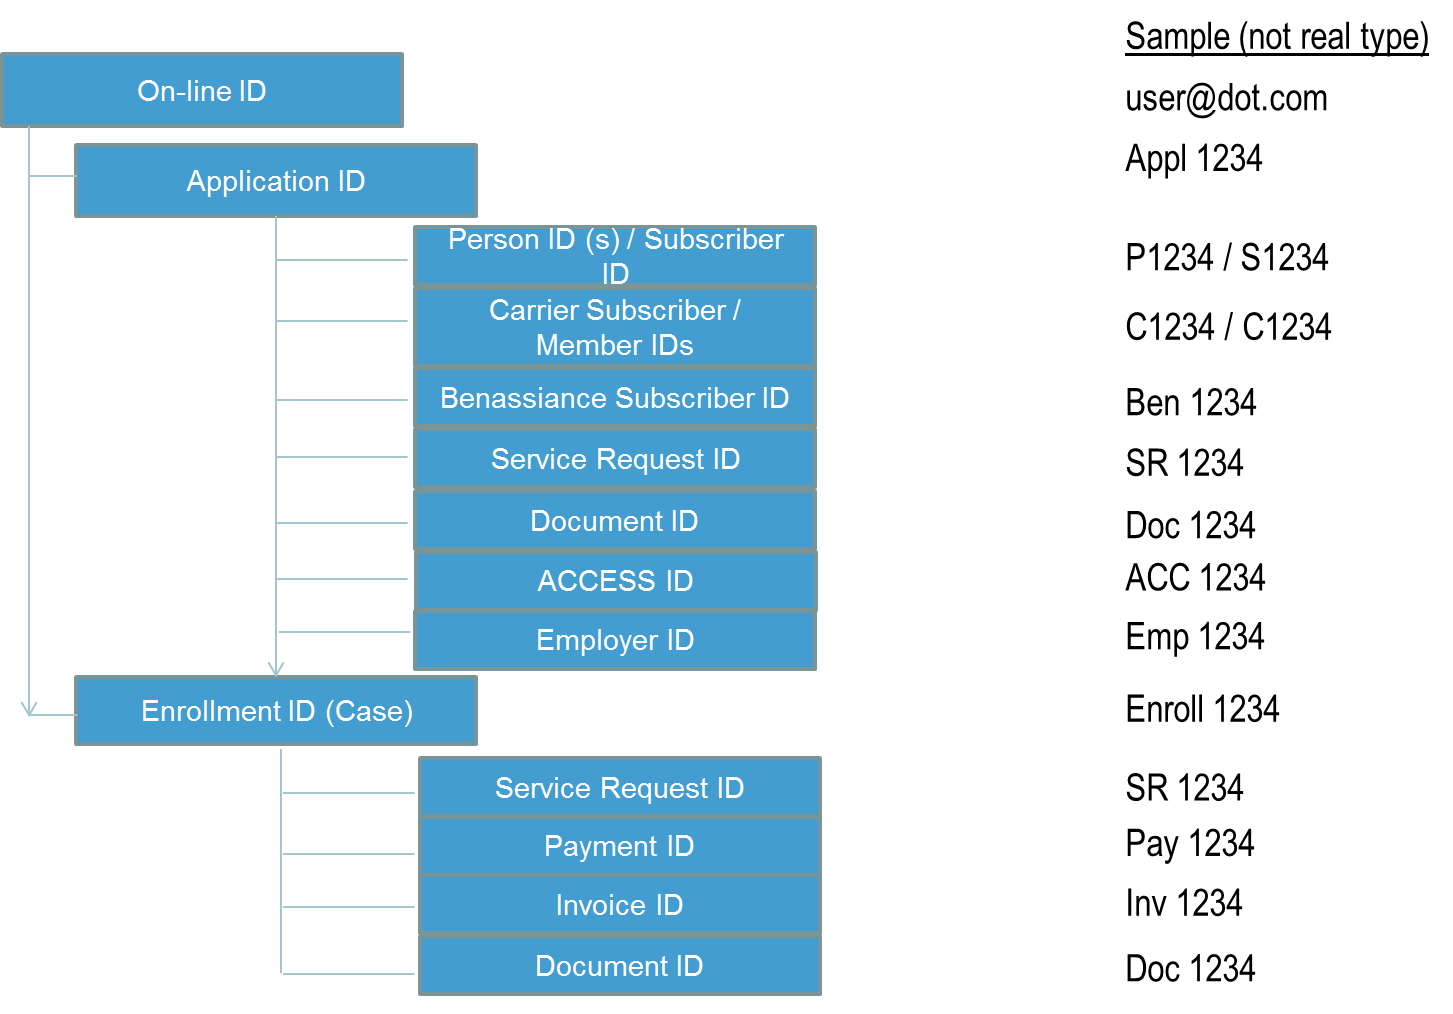 Sample (not real type)
On-line ID
user@dot.com
Application ID
Appl 1234
Person ID (s) / Subscriber
ID
P1234 / S1234
Carrier Subscriber /
Member IDs
C1234 / C1234
Benassiance Subscriber ID
Ben 1234
Service Request ID
SR 1234
Document ID
Doc 1234
ACCESS ID
ACC 1234
Employer ID
Emp 1234
Enrollment ID (Case)
Enroll 1234
Service Request ID
SR 1234
Payment ID
Pay 1234
Invoice ID
Inv 1234
Document ID
Doc 1234